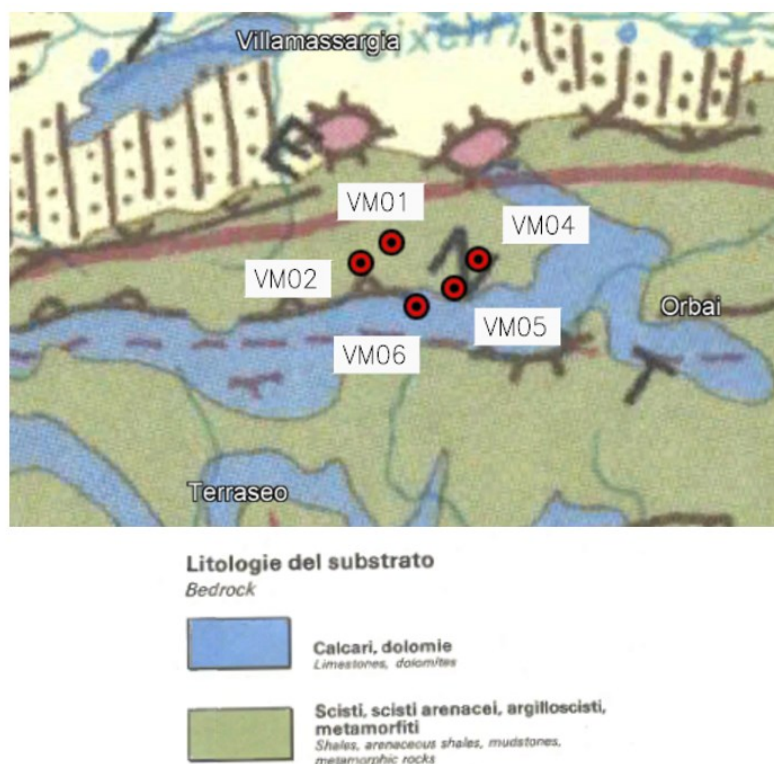 Villamassargia
Cixerri
VM01
VM04
VM02
Orbai
VM05
VM06
Terraseo
Litologie del substrato
Bedrock
Calcari, dolomie
Limestones, dolomites
Scisti, scisti arenacei, argilloscisti,
metamorfiti
Shales, arenaceous shales, mudstones,
metamorphic rocks